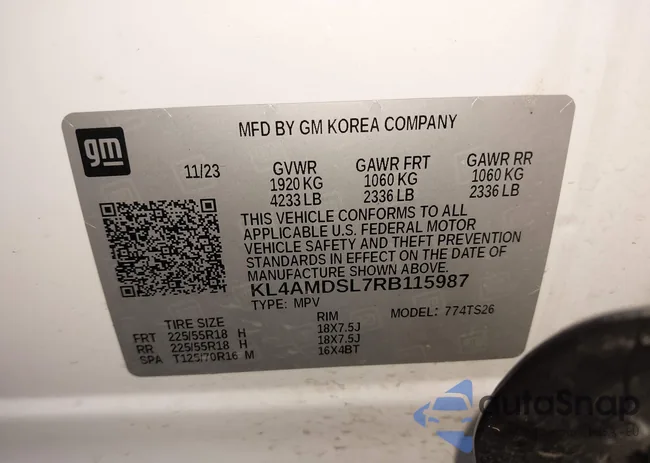 gm
MFD BY GM KOREA COMPANY
11/23 GVWR GAWR FRT GAWR RR
1920 KG 1060 KG 1060 KG
4233 LB 2336 LB 2336 LB
THIS VEHICLE CONFORMS TO ALL
APPLICABLE U.S. FEDERAL MOTOR
VEHICLE SAFETY AND THEFT PREVENTION
STANDARDS IN EFFECT ON THE DATE OF
MANUFACTURE SHOWN ABOVE.
KL4AMDSL7RB115987
TYPE: MPV MODEL: 774TS26
TIRE SIZE RIM
FRT 225/55R18 H 18X7.5J
RR 225/55R18 H 18X7.5J
SPA T125/70R16 M 16X4BT
autoSnap